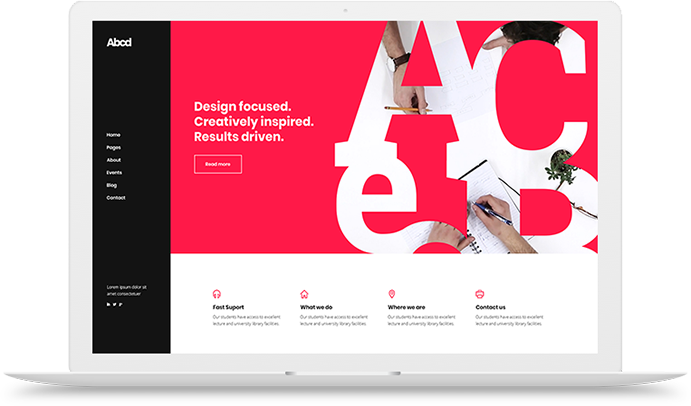 Abcd
Home
Pages
About
Events
Blog
Contact
Lorem ipsum dolor sit
amet consectetuer
Design focused.
Creatively inspired.
Results driven.
Read more
A C
e B
Fast Suport
Our students have access to excellent
lecture and university library facilities.
What we do
Our students have access to excellent
lecture and university library facilities.
Where we are
Our students have access to excellent
lecture and university library facilities.
Contact us
Our students have access to excellent
lecture and university library facilities.